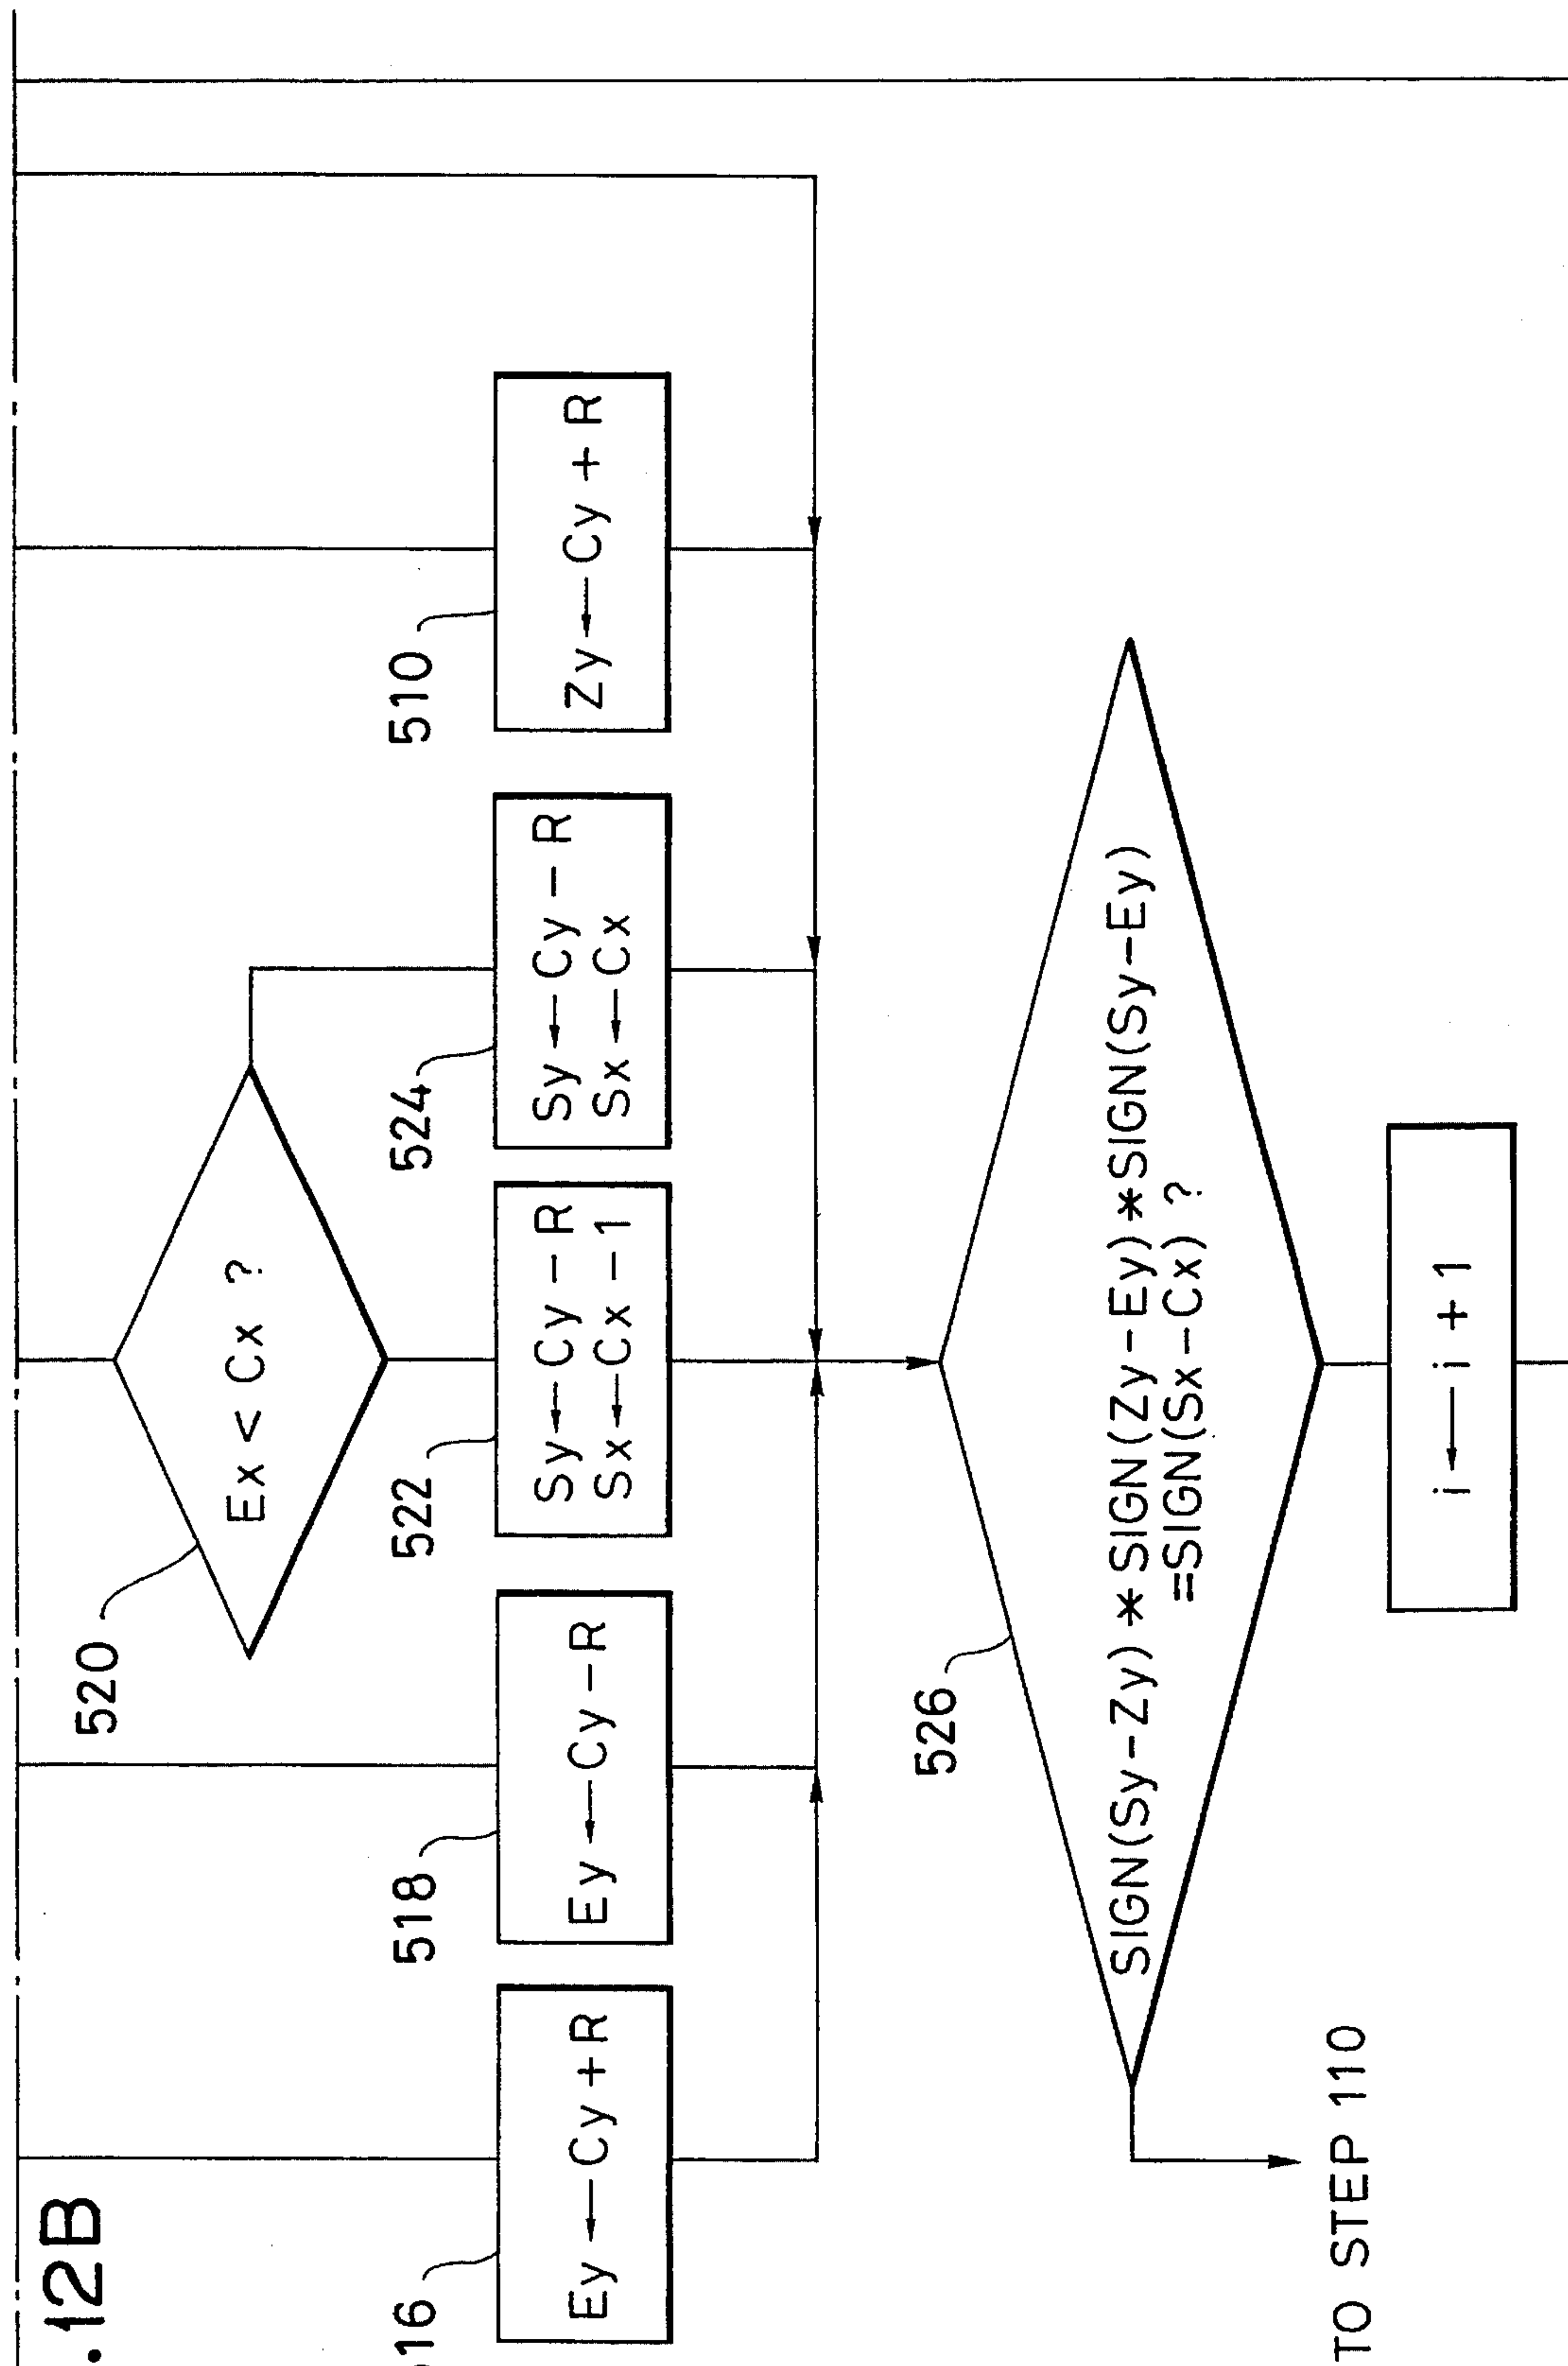 .12B
520
Ex < Cx ?
16
Ey ← Cy + R
518
Ey ← Cy − R
522
Sy ← Cy − R
Sx ← Cx − 1
524
Sy ← Cy − R
Sx ← Cx
510
Zy ← Cy + R
526
SIGN(Sy−Zy) * SIGN(Zy−Ey) * SIGN(Sy−Ey)
=SIGN(Sx−Cx) ?
TO STEP 110
i ← i + 1